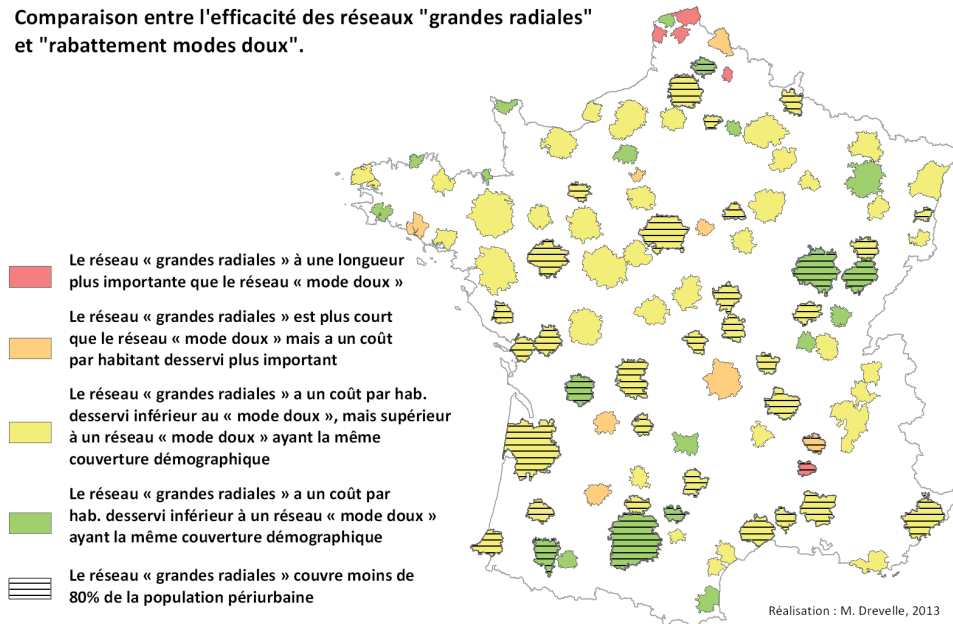 Comparaison entre l'efficacité des réseaux "grandes radiales"
et "rabattement modes doux".
Le réseau « grandes radiales » à une longueur
plus importante que le réseau « mode doux »
Le réseau « grandes radiales » est plus court
que le réseau « mode doux » mais a un coût
par habitant desservi plus important
Le réseau « grandes radiales » a un coût par hab.
desservi inférieur au « mode doux », mais supérieur
à un réseau « mode doux » ayant la même
couverture démographique
Le réseau « grandes radiales » a un coût par
hab. desservi inférieur à un réseau « mode doux »
ayant la même couverture démographique
Le réseau « grandes radiales » couvre moins de
80% de la population périurbaine
Réalisation : M. Drevelle, 2013